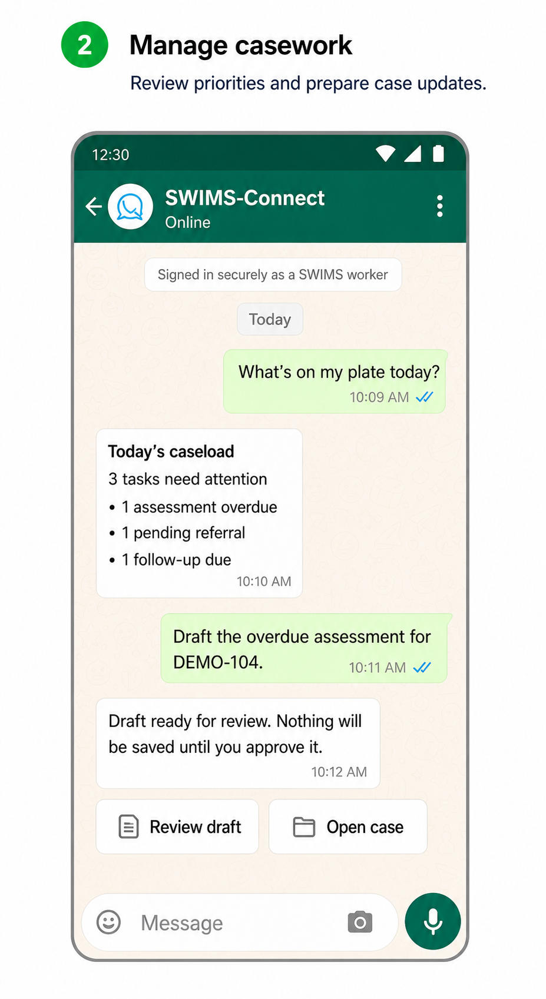 2
Manage casework
Review priorities and prepare case updates.
12:30
SWIMS-Connect
Online
Signed in securely as a SWIMS worker
Today
What’s on my plate today?
10:09 AM
Today’s caseload
3 tasks need attention
• 1 assessment overdue
• 1 pending referral
• 1 follow-up due
10:10 AM
Draft the overdue assessment for
DEMO-104.
10:11 AM
Draft ready for review. Nothing will
be saved until you approve it.
10:12 AM
Review draft
Open case
Message